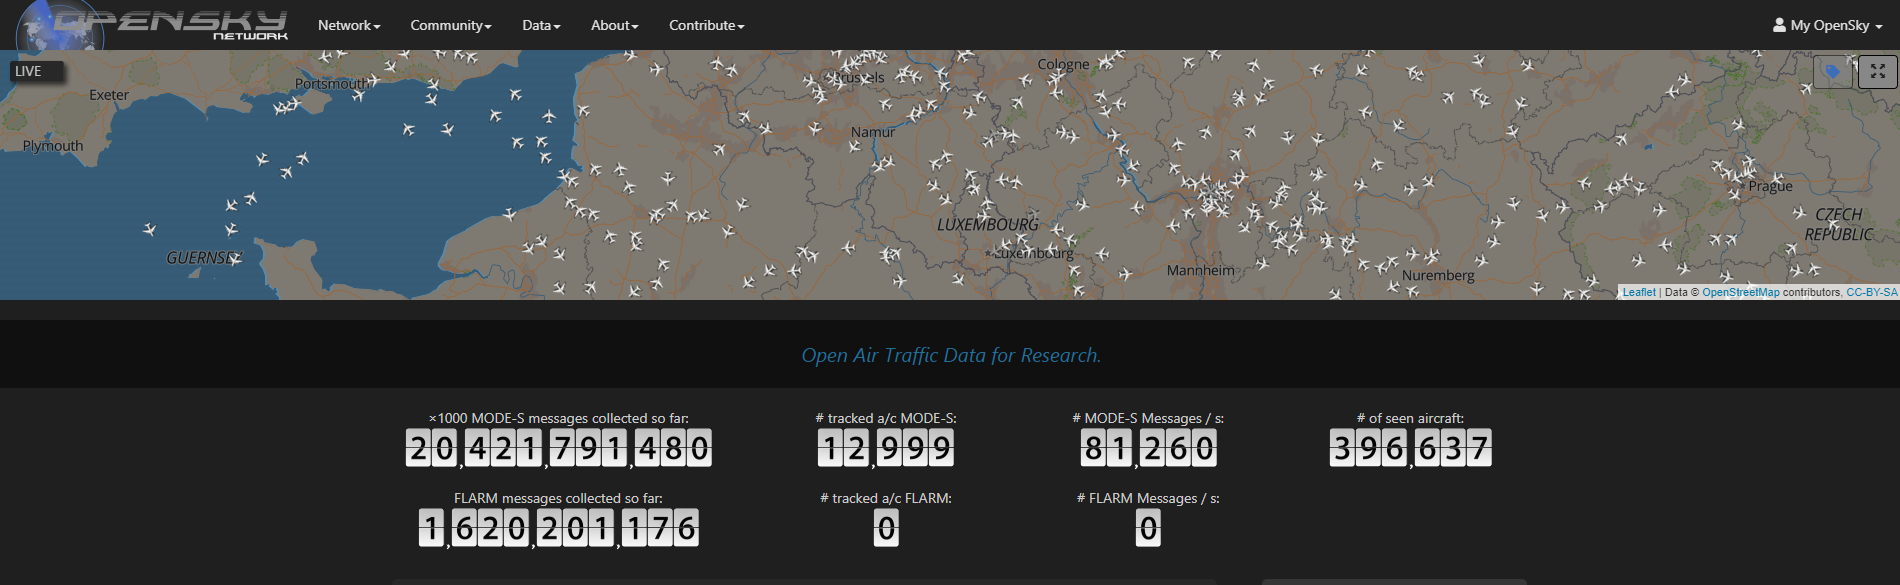 OPENSKY
NETWORK
Network
Community
Data
About
Contribute
My OpenSky
LIVE
Portsmouth
Exeter
Plymouth
GUERNSEY
Brussels
Cologne
Namur
LUXEMBOURG
Luxembourg
Mannheim
Nuremberg
Prague
CZECH
REPUBLIC
Leaflet | Data © OpenStreetMap contributors, CC-BY-SA
Open Air Traffic Data for Research.
×1000 MODE-S messages collected so far:
20,421,791,480
# tracked a/c MODE-S:
12,999
# MODE-S Messages / s:
81,260
# of seen aircraft:
396,637
FLARM messages collected so far:
1,620,201,176
# tracked a/c FLARM:
0
# FLARM Messages / s:
0